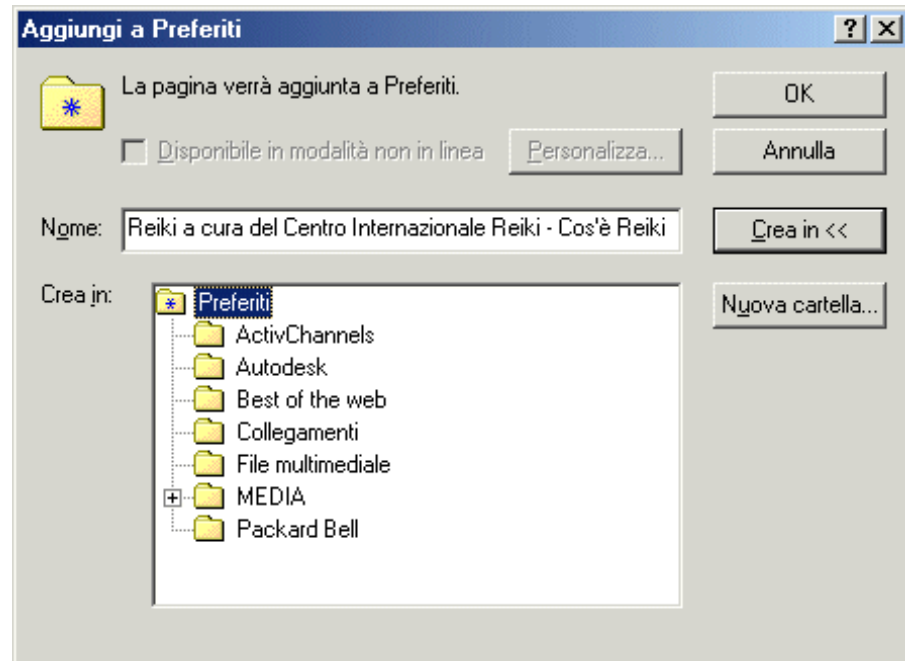 Aggiungi a Preferiti
La pagina verrà aggiunta a Preferiti.
OK
Disponibile in modalità non in linea
Personalizza...
Annulla
Nome:
Reiki a cura del Centro Internazionale Reiki - Cos'è Reiki
Crea in <<
Crea in:
Preferiti
Nuova cartella...
ActivChannels
Autodesk
Best of the web
Collegamenti
File multimediale
MEDIA
Packard Bell